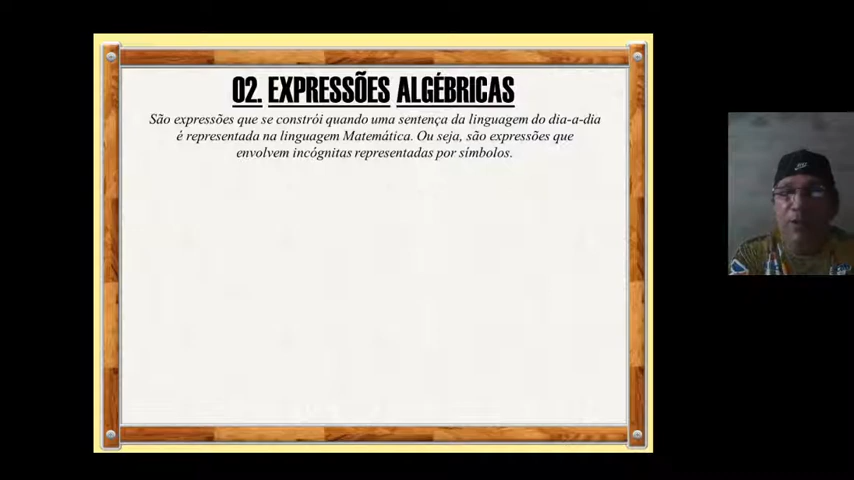 02. EXPRESSÕES ALGÉBRICAS
São expressões que se constrói quando uma sentença da linguagem do dia-a-dia
é representada na linguagem Matemática. Ou seja, são expressões que
envolvem incógnitas representadas por símbolos.